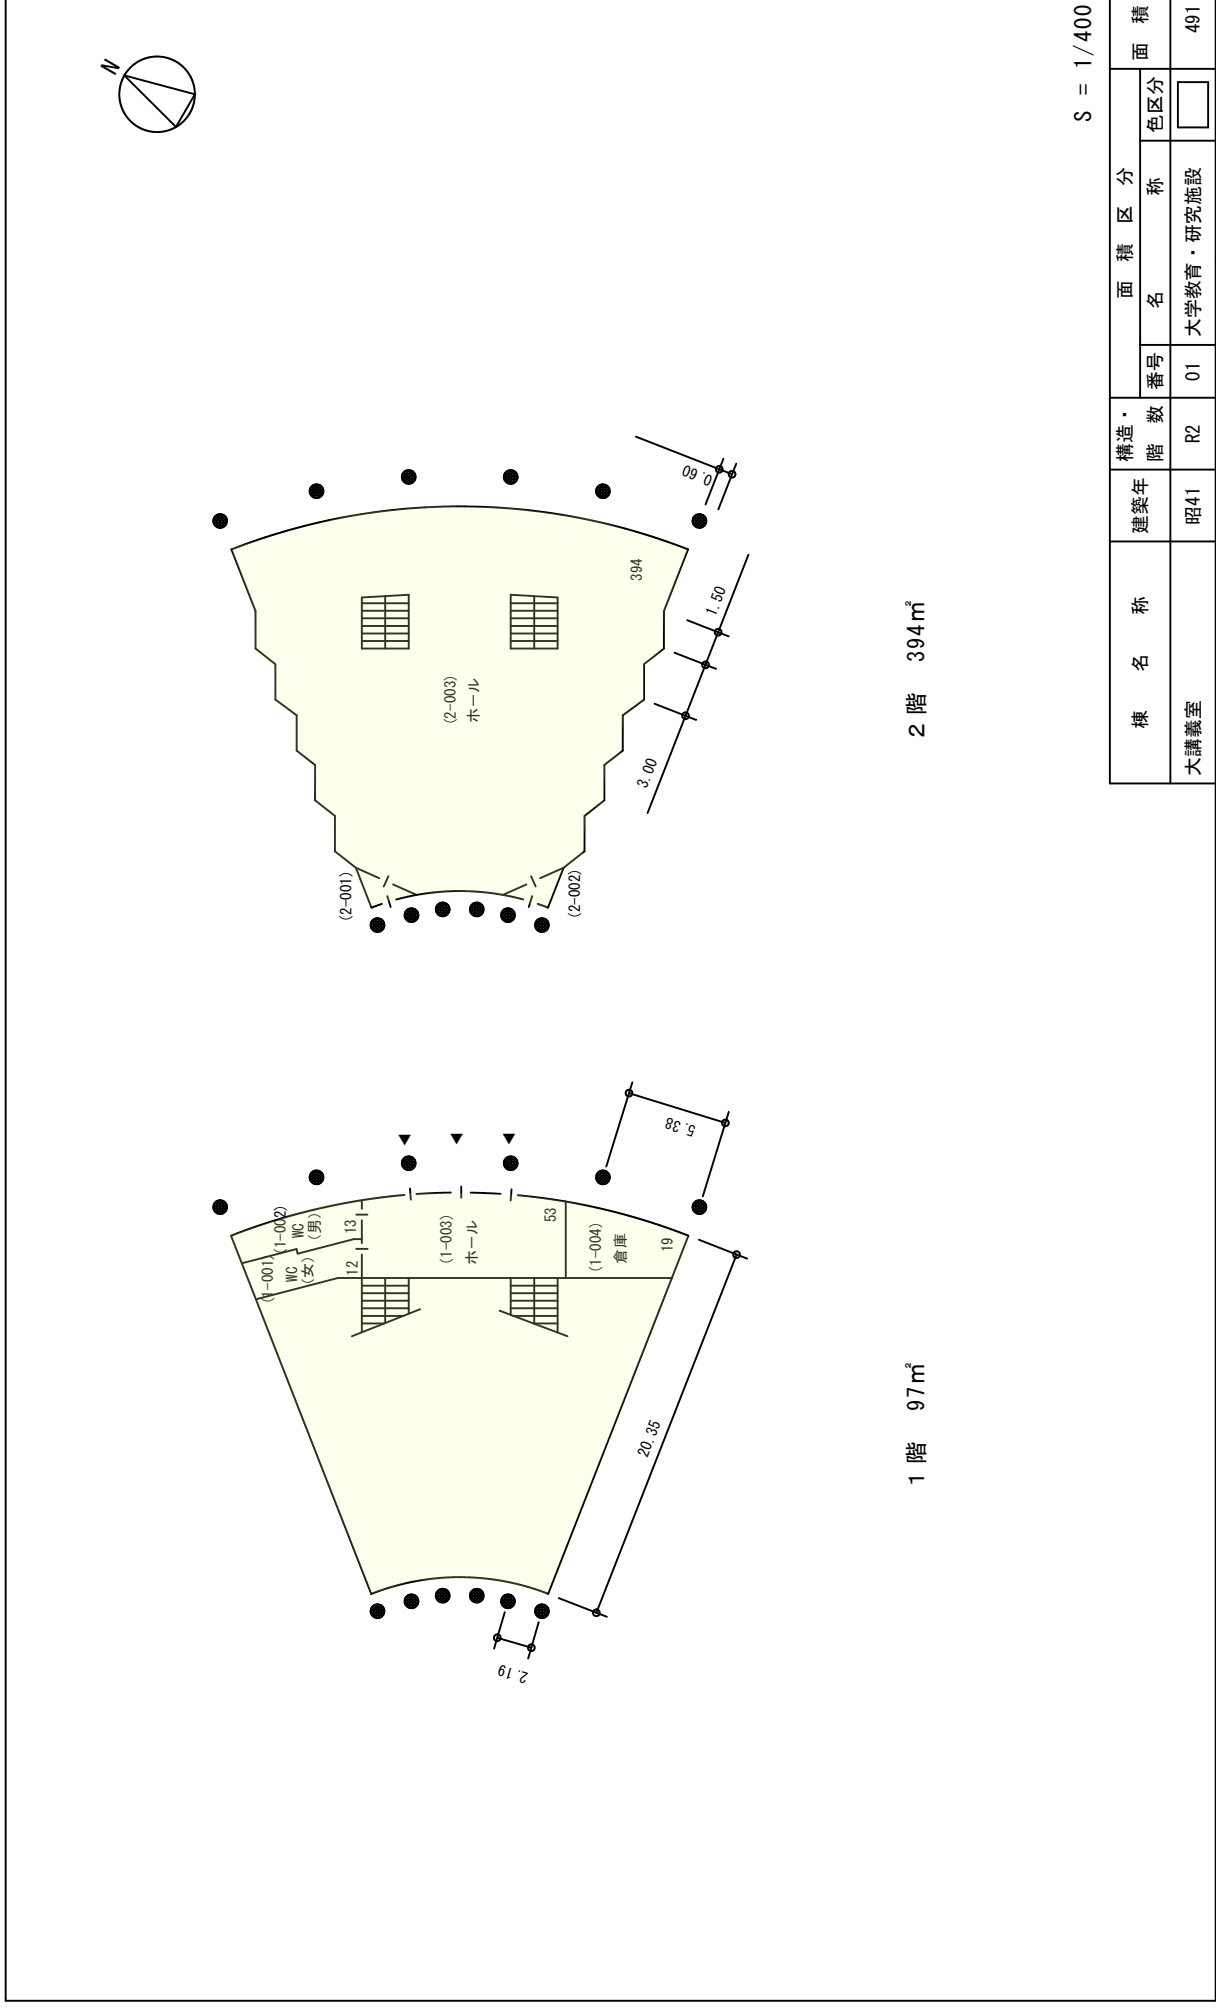 N
(1-001)
WC
(女)
12
(1-002)
WC
(男)
13
(1-003)
ホール
53
(1-004)
倉庫
19
2.19
20.35
5.38
1階 97㎡
(2-001)
(2-002)
(2-003)
ホール
394
3.00
1.50
0.60
2階 394㎡
S = 1/400
棟 名 称
建築年
構造・
階 数
面 積 区 分
番号
名 称
色区分
面 積
大講義室
昭41
R2
01
大学教育・研究施設
491